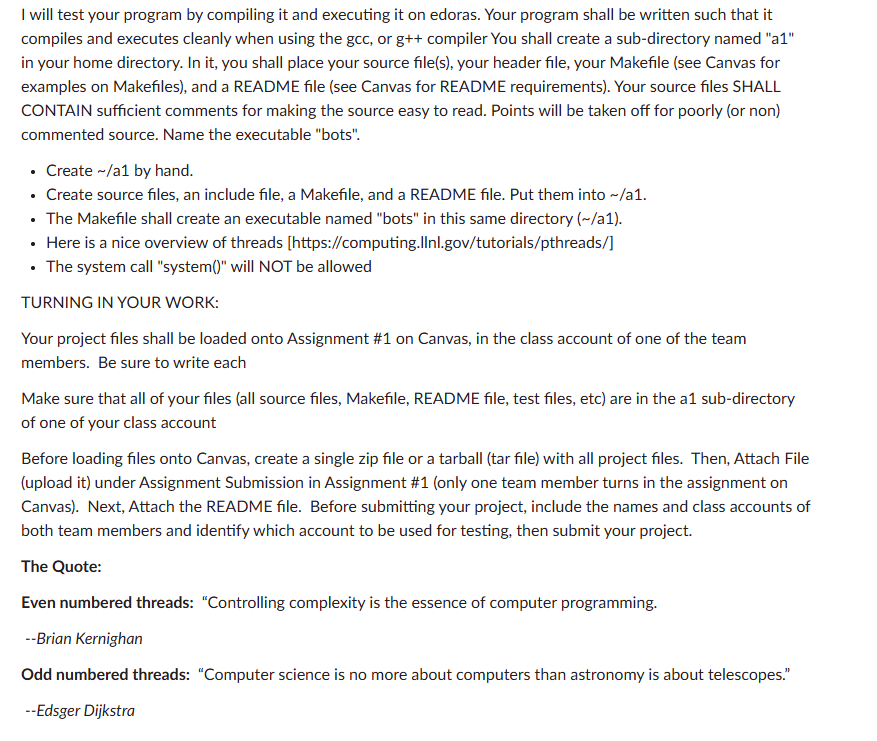 I will test your program by compiling it and executing it on edoras. Your program shall be written such that it
compiles and executes cleanly when using the gcc, or g++ compiler You shall create a sub-directory named "a1"
in your home directory. In it, you shall place your source file(s), your header file, your Makefile (see Canvas for
examples on Makefiles), and a README file (see Canvas for README requirements). Your source files SHALL
CONTAIN sufficient comments for making the source easy to read. Points will be taken off for poorly (or non)
commented source. Name the executable "bots".
• Create ~/a1 by hand.
• Create source files, an include file, a Makefile, and a README file. Put them into ~/a1.
• The Makefile shall create an executable named "bots" in this same directory (~/a1).
• Here is a nice overview of threads [https://computing.llnl.gov/tutorials/pthreads/]
• The system call "system()" will NOT be allowed
TURNING IN YOUR WORK:
Your project files shall be loaded onto Assignment #1 on Canvas, in the class account of one of the team
members.  Be sure to write each
Make sure that all of your files (all source files, Makefile, README file, test files, etc) are in the a1 sub-directory
of one of your class account
Before loading files onto Canvas, create a single zip file or a tarball (tar file) with all project files.  Then, Attach File
(upload it) under Assignment Submission in Assignment #1 (only one team member turns in the assignment on
Canvas).  Next, Attach the README file.  Before submitting your project, include the names and class accounts of
both team members and identify which account to be used for testing, then submit your project.
The Quote:
Even numbered threads:  “Controlling complexity is the essence of computer programming.
--Brian Kernighan
Odd numbered threads:  “Computer science is no more about computers than astronomy is about telescopes.”
--Edsger Dijkstra